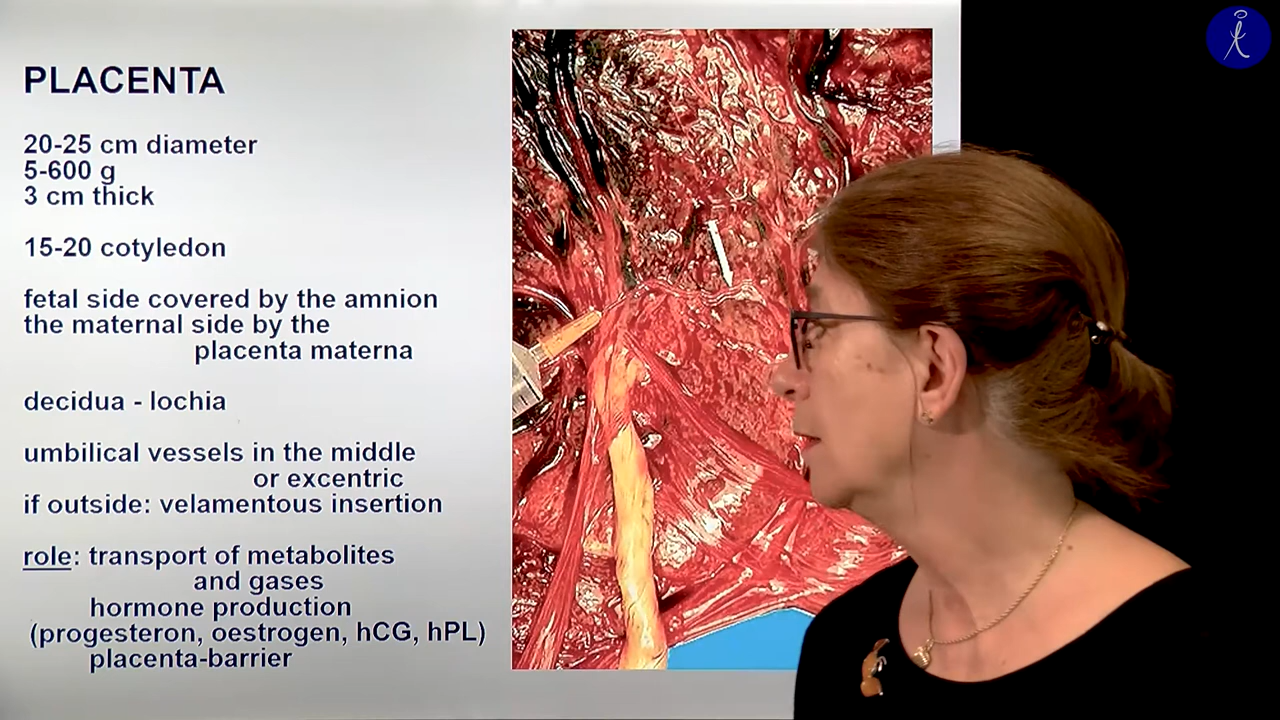 PLACENTA
20-25 cm diameter
5-600 g
3 cm thick
15-20 cotyledon
fetal side covered by the amnion
the maternal side by the
placenta materna
decidua - lochia
umbilical vessels in the middle
or excentric
if outside: velamentous insertion
role: transport of metabolites
and gases
hormone production
(progesteron, oestrogen, hCG, hPL)
placenta-barrier